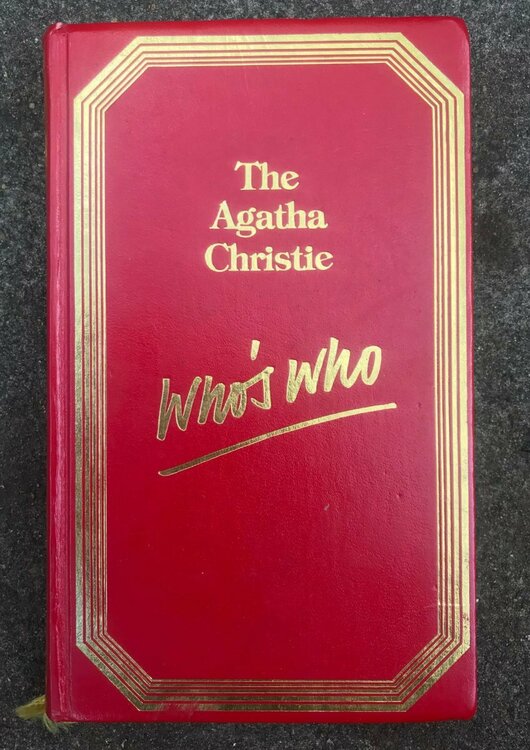 The
Agatha
Christie
Who's Who